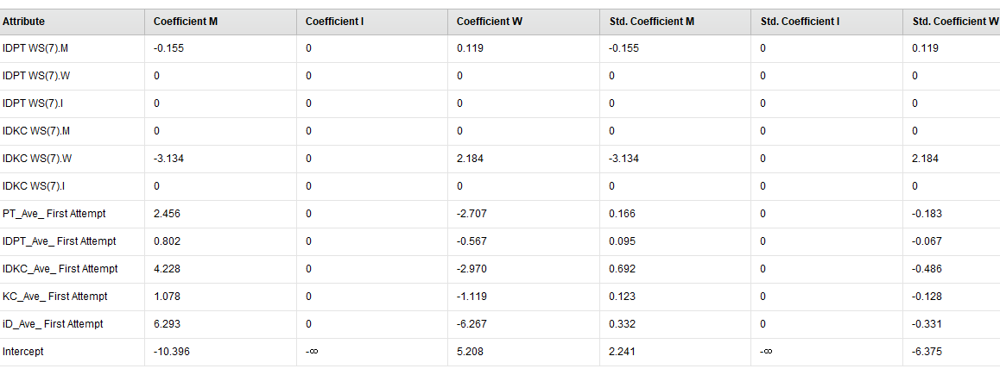 Attribute Coefficient M Coefficient I Coefficient W Std. Coefficient M Std. Coefficient I Std. Coefficient W
IDPT WS(7).M -0.155 0 0.119 -0.155 0 0.119
IDPT WS(7).W 0 0 0 0 0 0
IDPT WS(7).I 0 0 0 0 0 0
IDKC WS(7).M 0 0 0 0 0 0
IDKC WS(7).W -3.134 0 2.184 -3.134 0 2.184
IDKC WS(7).I 0 0 0 0 0 0
PT_Ave_ First Attempt 2.456 0 -2.707 0.166 0 -0.183
IDPT_Ave_ First Attempt 0.802 0 -0.567 0.095 0 -0.067
IDKC_Ave_ First Attempt 4.228 0 -2.970 0.692 0 -0.486
KC_Ave_ First Attempt 1.078 0 -1.119 0.123 0 -0.128
iD_Ave_ First Attempt 6.293 0 -6.267 0.332 0 -0.331
Intercept -10.396 -∞ 5.208 2.241 -∞ -6.375